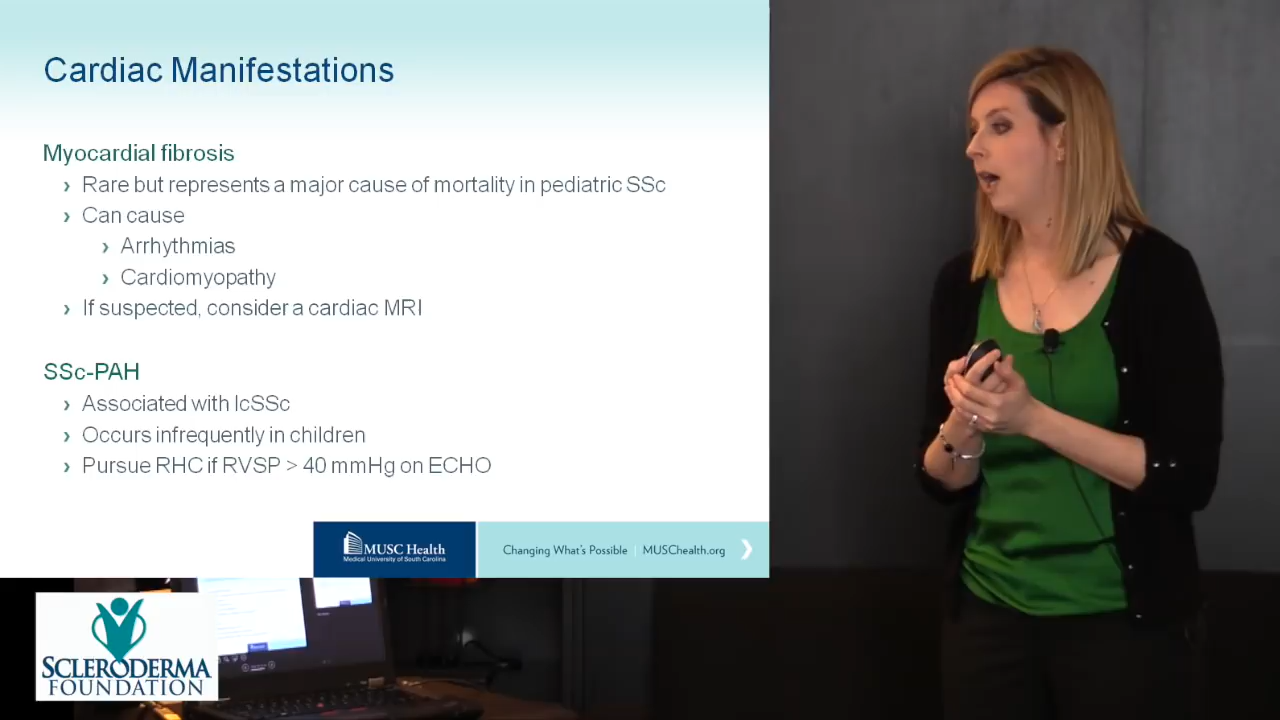 Cardiac Manifestations
Myocardial fibrosis
› Rare but represents a major cause of mortality in pediatric SSc
› Can cause
› Arrhythmias
› Cardiomyopathy
› If suspected, consider a cardiac MRI
SSc-PAH
› Associated with lcSSc
› Occurs infrequently in children
› Pursue RHC if RVSP > 40 mmHg on ECHO
MUSC Health
Medical University of South Carolina
Changing What's Possible | MUSChealth.org
SCLERODERMA
FOUNDATION